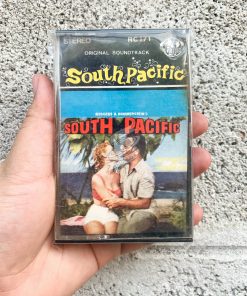 STEREO RC 171
ORIGINAL SOUNDTRACK
South Pacific
RODGERS & HAMMERSTEIN'S
SOUTH PACIFIC